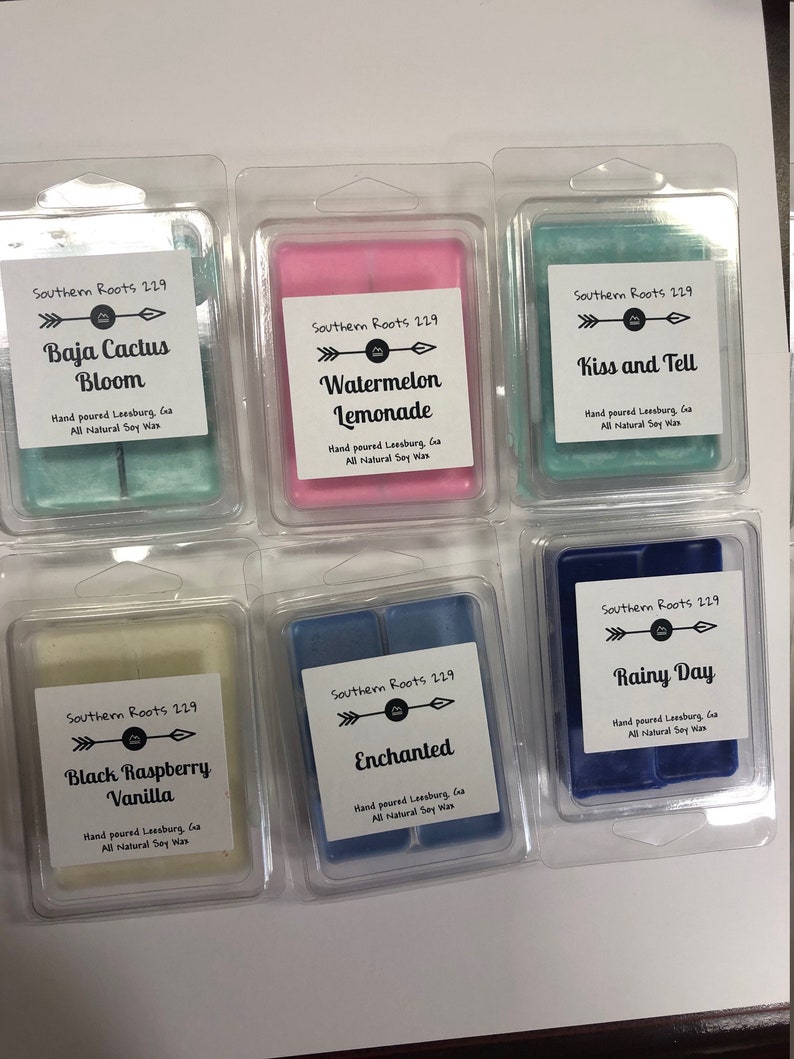 Southern Roots 229
Baja Cactus
Bloom
Hand poured Leesburg, Ga
All Natural Soy Wax
Southern Roots 229
Watermelon
Lemonade
Hand poured Leesburg, Ga
All Natural Soy Wax
Southern Roots 229
Kiss and Tell
Hand poured Leesburg, Ga
All Natural Soy Wax
Southern Roots 229
Black Raspberry
Vanilla
Hand poured Leesburg, Ga
All Natural Soy Wax
Southern Roots 229
Enchanted
Hand poured Leesburg, Ga
All Natural Soy Wax
Southern Roots 229
Rainy Day
Hand poured Leesburg, Ga
All Natural Soy Wax